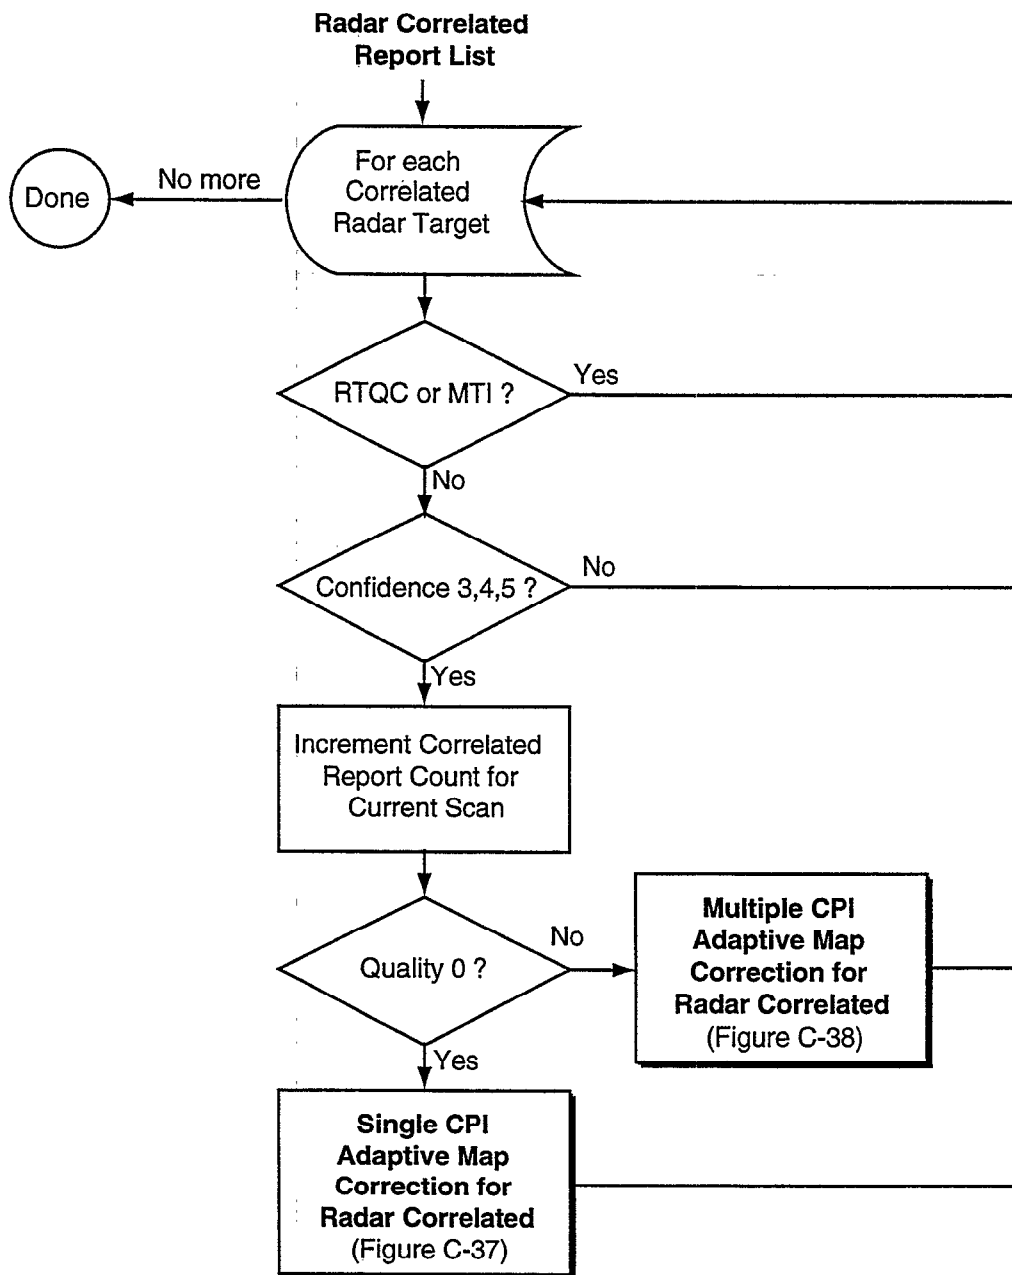 Radar Correlated
Report List
For each
Correlated
Radar Target
No more
Done
RTQC or MTI ?
Yes
No
Confidence 3,4,5 ?
No
Yes
Increment Correlated
Report Count for
Current Scan
Quality 0 ?
No
Multiple CPI
Adaptive Map
Correction for
Radar Correlated
(Figure C-38)
Yes
Single CPI
Adaptive Map
Correction for
Radar Correlated
(Figure C-37)